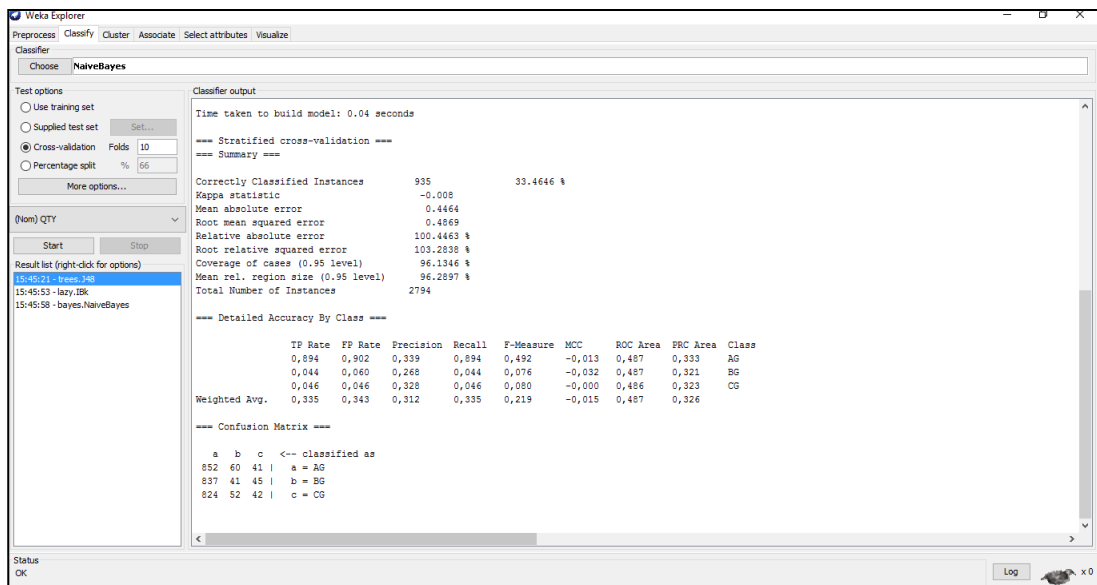 Weka Explorer
Preprocess Classify Cluster Associate Select attributes Visualize
Classifier
Choose NaiveBayes
Test options
Use training set
Supplied test set Set...
Cross-validation Folds 10
Percentage split % 66
More options...
(Nom) QTY
Start Stop
Result list (right-click for options)
15:45:21 - trees.J48
15:45:53 - lazy.IBk
15:45:58 - bayes.NaiveBayes
Classifier output
Time taken to build model: 0.04 seconds
=== Stratified cross-validation ===
=== Summary ===
Correctly Classified Instances 935 33.4646 %
Kappa statistic -0.008
Mean absolute error 0.4464
Root mean squared error 0.4869
Relative absolute error 100.4463 %
Root relative squared error 103.2838 %
Coverage of cases (0.95 level) 96.1346 %
Mean rel. region size (0.95 level) 96.2897 %
Total Number of Instances 2794
=== Detailed Accuracy By Class ===
TP Rate FP Rate Precision Recall F-Measure MCC ROC Area PRC Area Class
0,894 0,902 0,339 0,894 0,492 -0,013 0,487 0,333 AG
0,044 0,060 0,268 0,044 0,076 -0,032 0,487 0,321 BG
0,046 0,046 0,328 0,046 0,080 -0,000 0,486 0,323 CG
Weighted Avg. 0,335 0,343 0,312 0,335 0,219 -0,015 0,487 0,326
=== Confusion Matrix ===
a b c <-- classified as
852 60 41 | a = AG
837 41 45 | b = BG
824 52 42 | c = CG
Status
OK
Log x 0